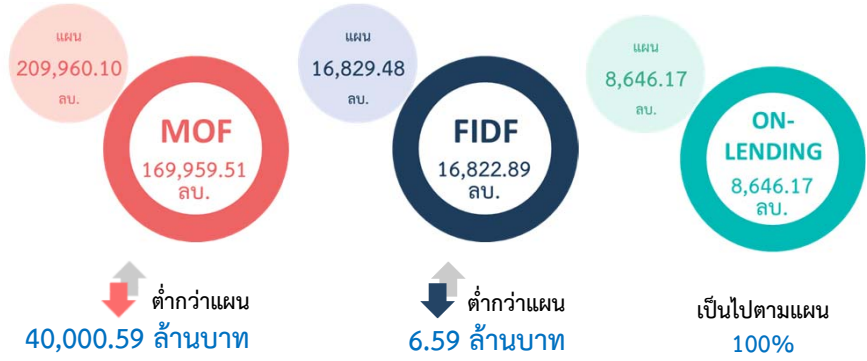 แผน
209,960.10
ลบ.
MOF
169,959.51
ลบ.
ต่ำกว่าแผน
40,000.59 ล้านบาท
แผน
16,829.48
ลบ.
FIDF
16,822.89
ลบ.
ต่ำกว่าแผน
6.59 ล้านบาท
แผน
8,646.17
ลบ.
ON-
LENDING
8,646.17
ลบ.
เป็นไปตามแผน
100%